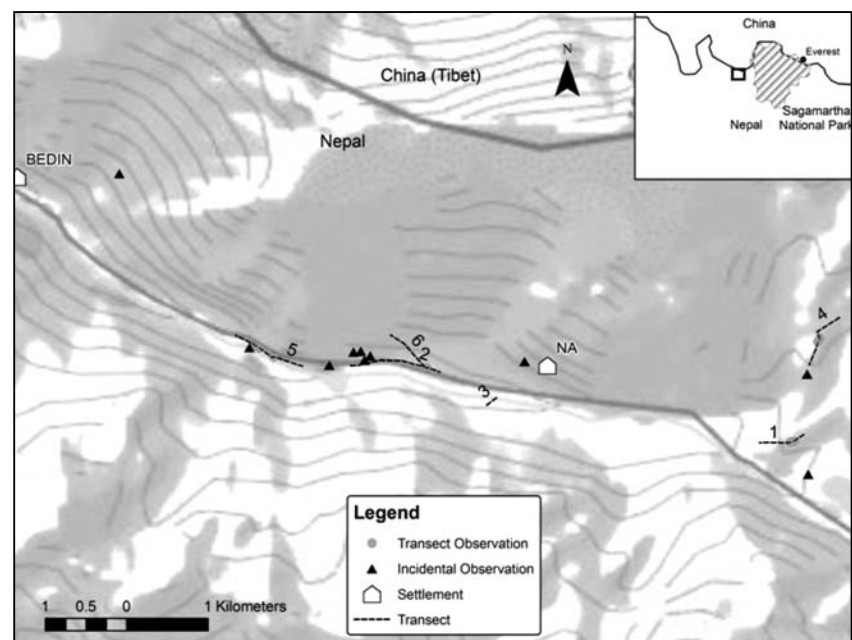 China (Tibet)
N
Nepal
BEDIN
China
Everest
Sagamartha
National Park
Nepal
4
5
6
2
NA
3
1
Legend
Transect Observation
Incidental Observation
Settlement
Transect
1 0.5 0 1 Kilometers